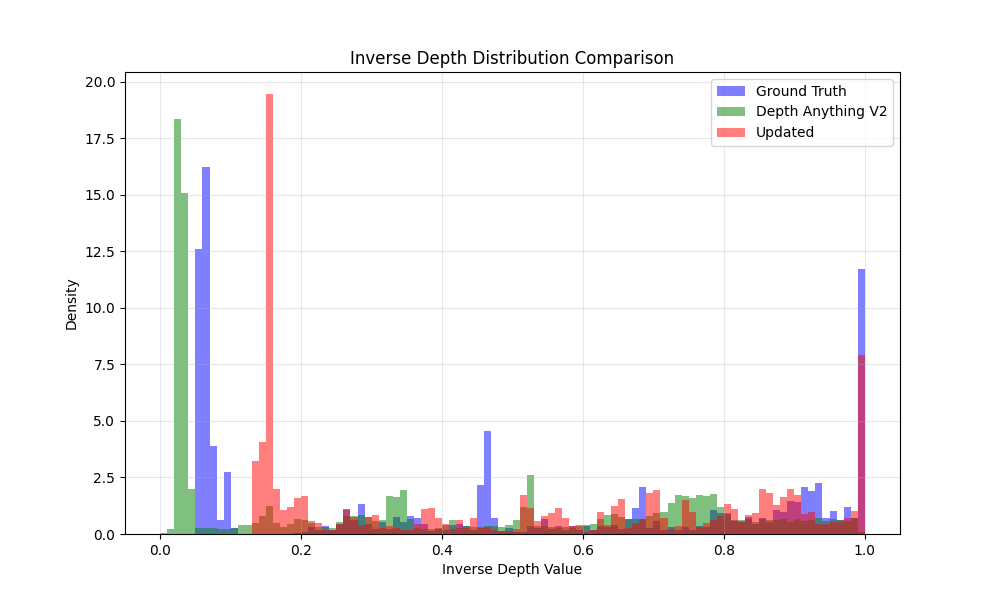 Inverse Depth Distribution Comparison
Ground Truth
Depth Anything V2
Updated
20.0
17.5
15.0
12.5
10.0
7.5
5.0
2.5
0.0
Density
0.0 0.2 0.4 0.6 0.8 1.0
Inverse Depth Value